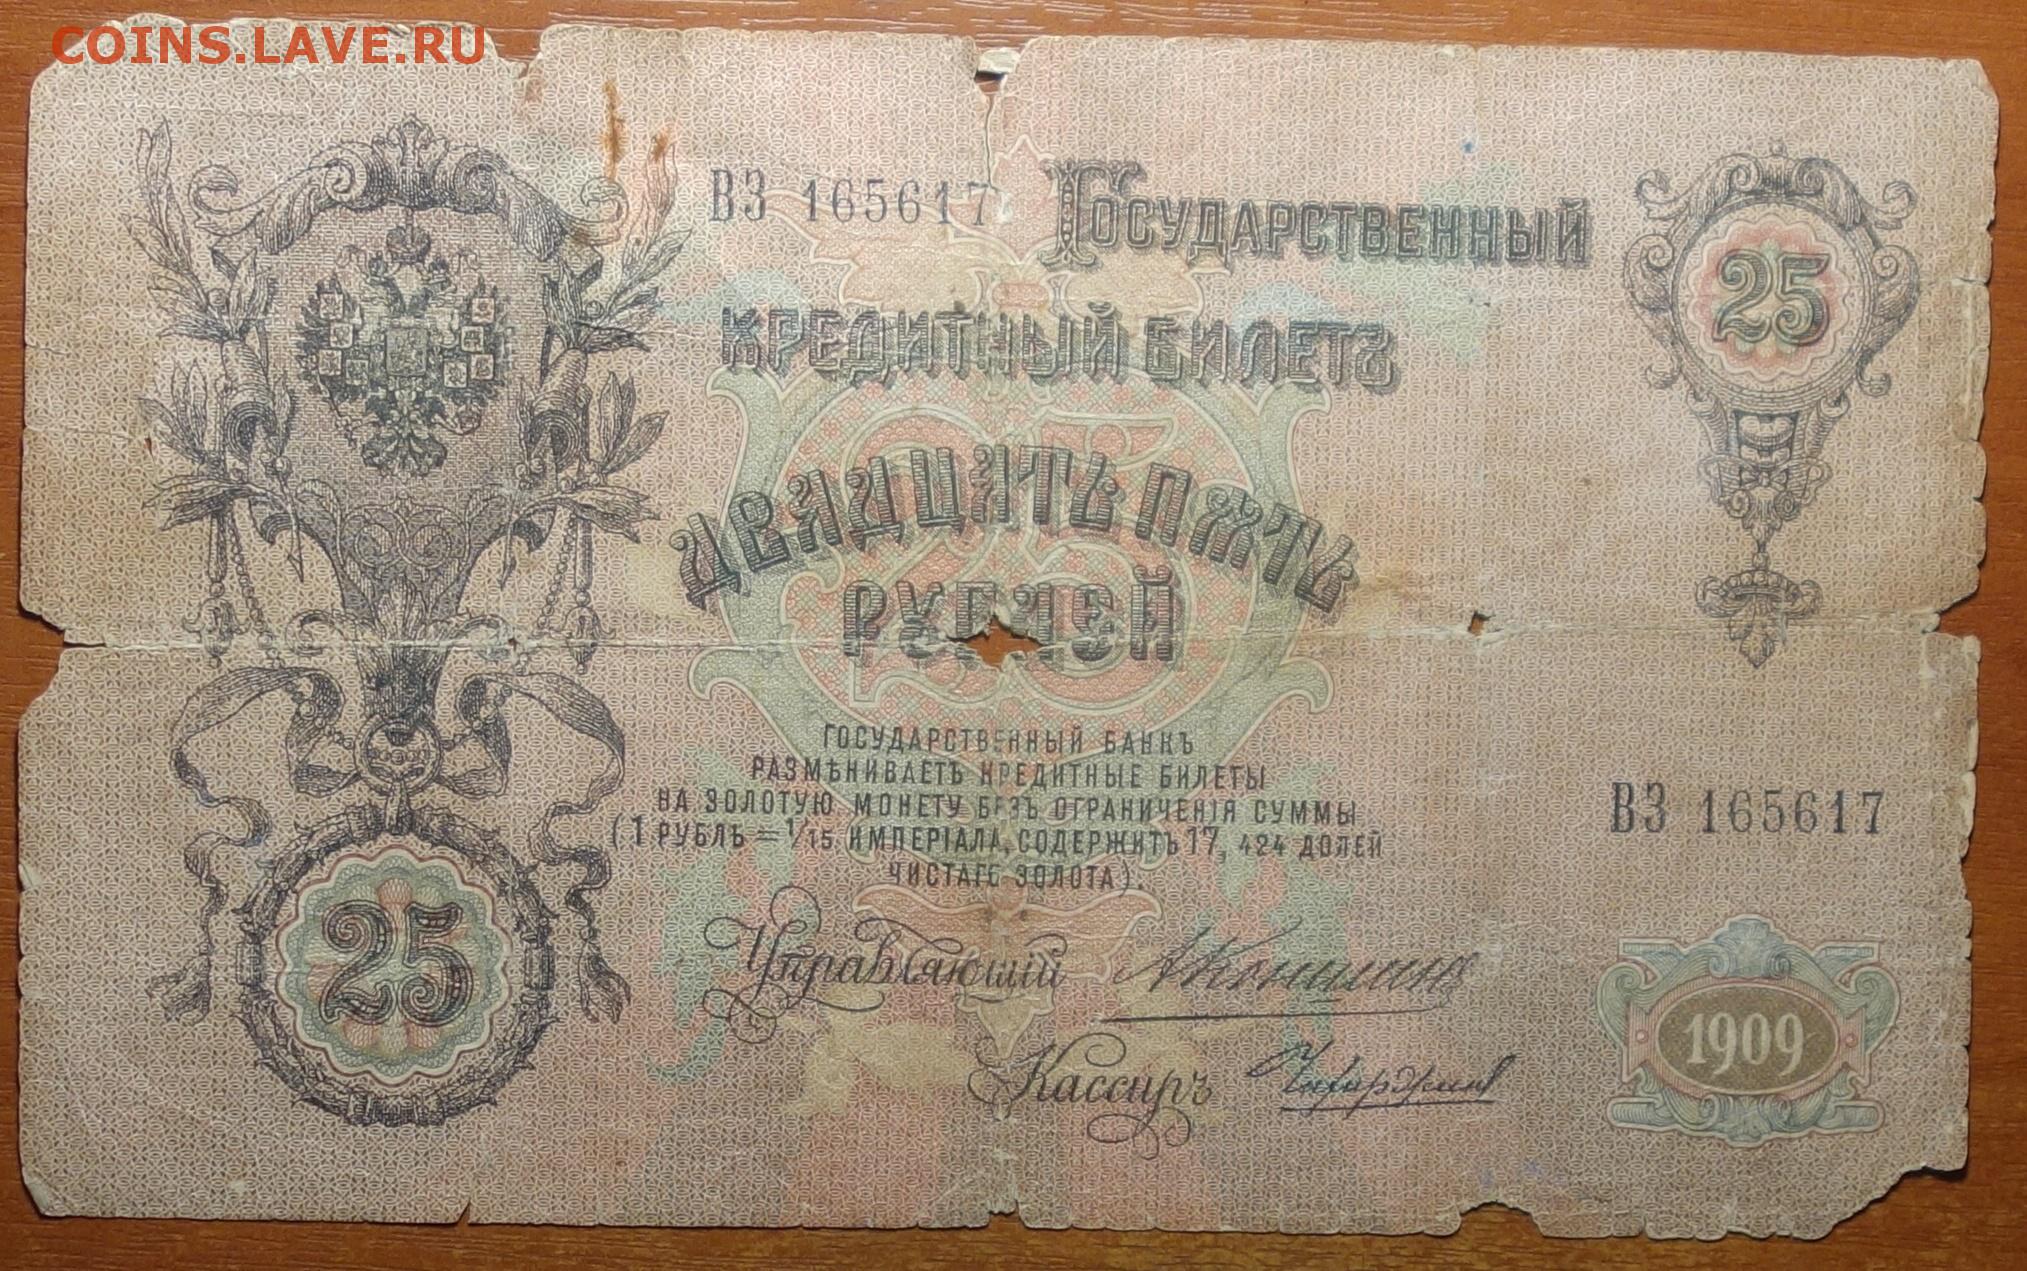 COINS.LAVE.RU
ВЗ 165617 ГОСУДАРСТВЕННЫЙ
25
КРЕДИТНЫЙ БИЛЕТЪ
ДВАДЦАТЬ ПЯТЬ
РУБЛЕЙ
ГОСУДАРСТВЕННЫЙ БАНКЪ
РАЗМѢНИВАЕТЪ КРЕДИТНЫЕ БИЛЕТЫ
НА ЗОЛОТУЮ МОНЕТУ БЕЗЪ ОГРАНИЧЕНІЯ СУММЫ
(1 РУБЛЬ = 1/15 ИМПЕРІАЛА, СОДЕРЖИТЪ 17, 424 ДОЛЕЙ
ЧИСТАГО ЗОЛОТА).
ВЗ 165617
25
Управляющій АКоншинъ
Кассиръ
1909